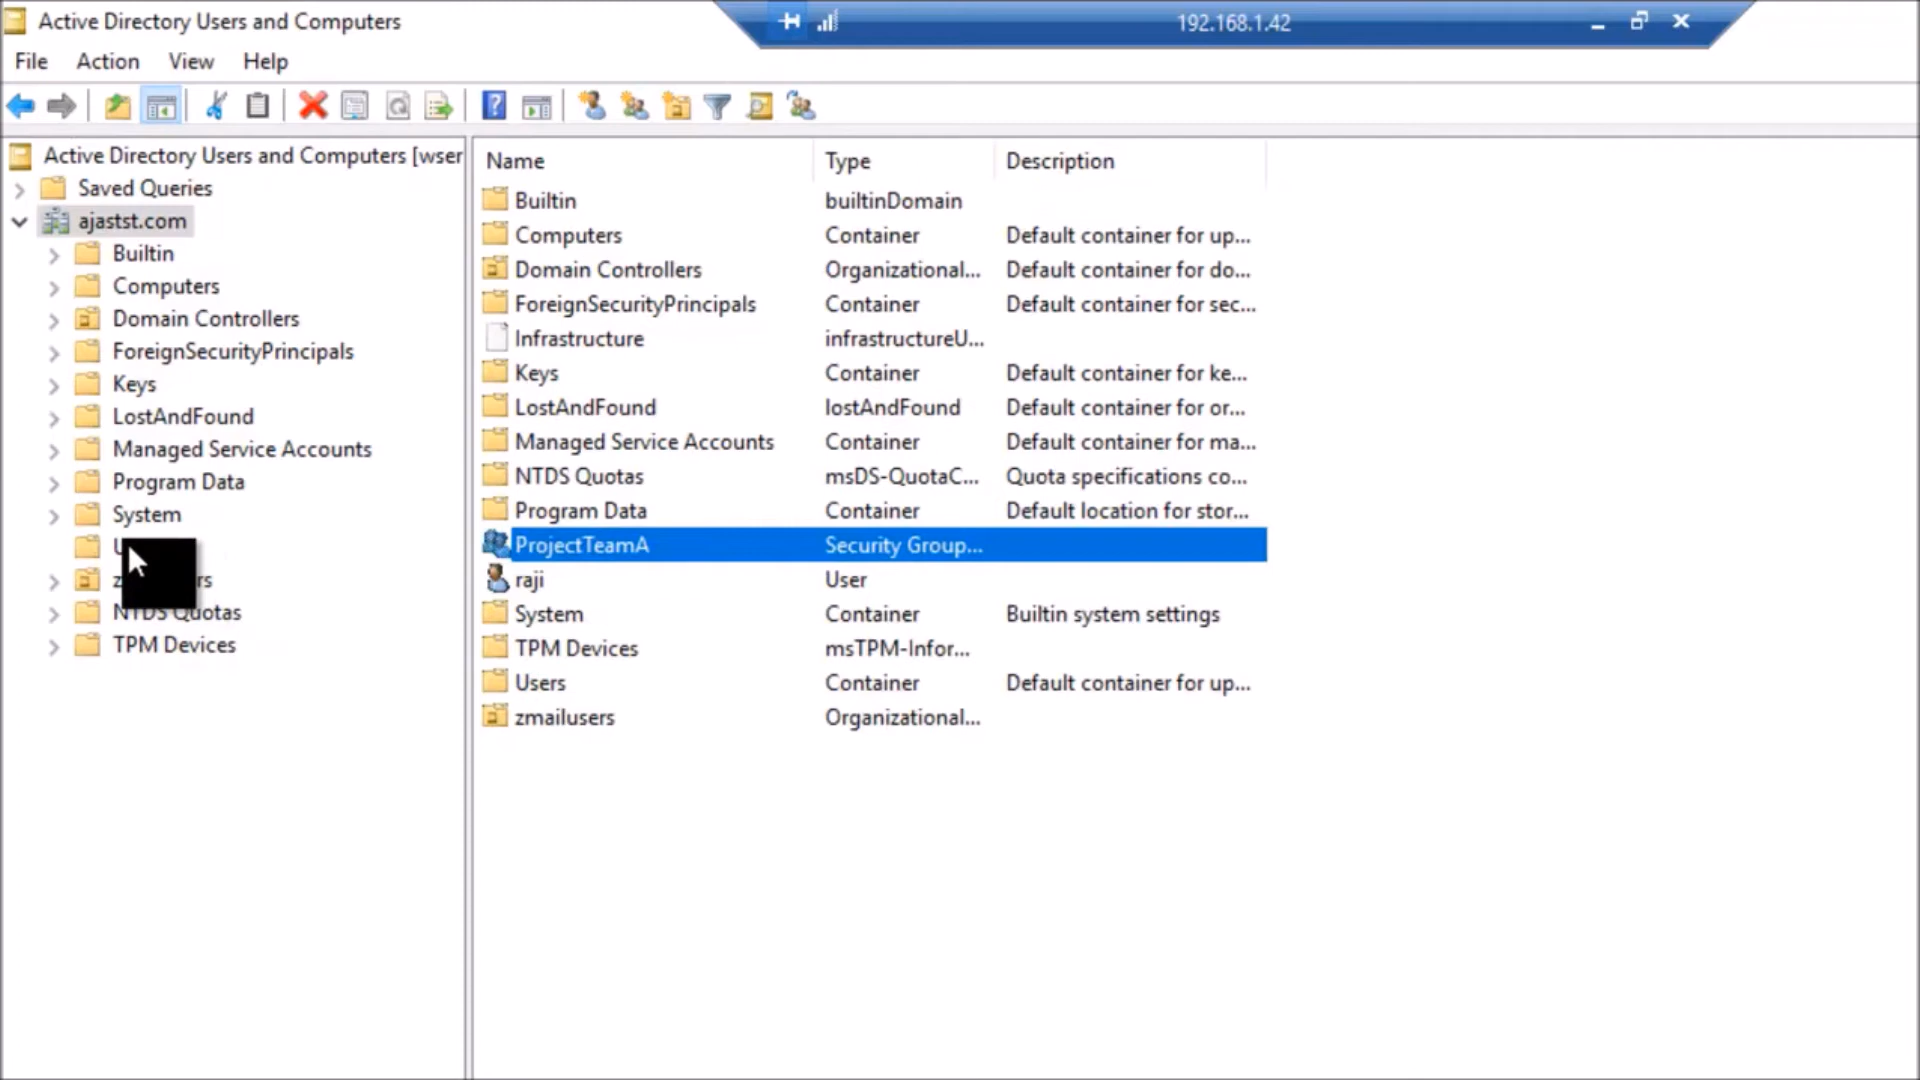 Active Directory Users and Computers
192.168.1.42
File Action View Help
Active Directory Users and Computers [wser
Saved Queries
ajastst.com
Builtin
Computers
Domain Controllers
ForeignSecurityPrincipals
Keys
LostAndFound
Managed Service Accounts
Program Data
System
NTDS Quotas
TPM Devices
Name Type Description
Builtin builtinDomain
Computers Container Default container for up...
Domain Controllers Organizational... Default container for do...
ForeignSecurityPrincipals Container Default container for sec...
Infrastructure infrastructureU...
Keys Container Default container for ke...
LostAndFound lostAndFound Default container for or...
Managed Service Accounts Container Default container for ma...
NTDS Quotas msDS-QuotaC... Quota specifications co...
Program Data Container Default location for stor...
ProjectTeamA Security Group...
raji User
System Container Builtin system settings
TPM Devices msTPM-Infor...
Users Container Default container for up...
zmailusers Organizational...